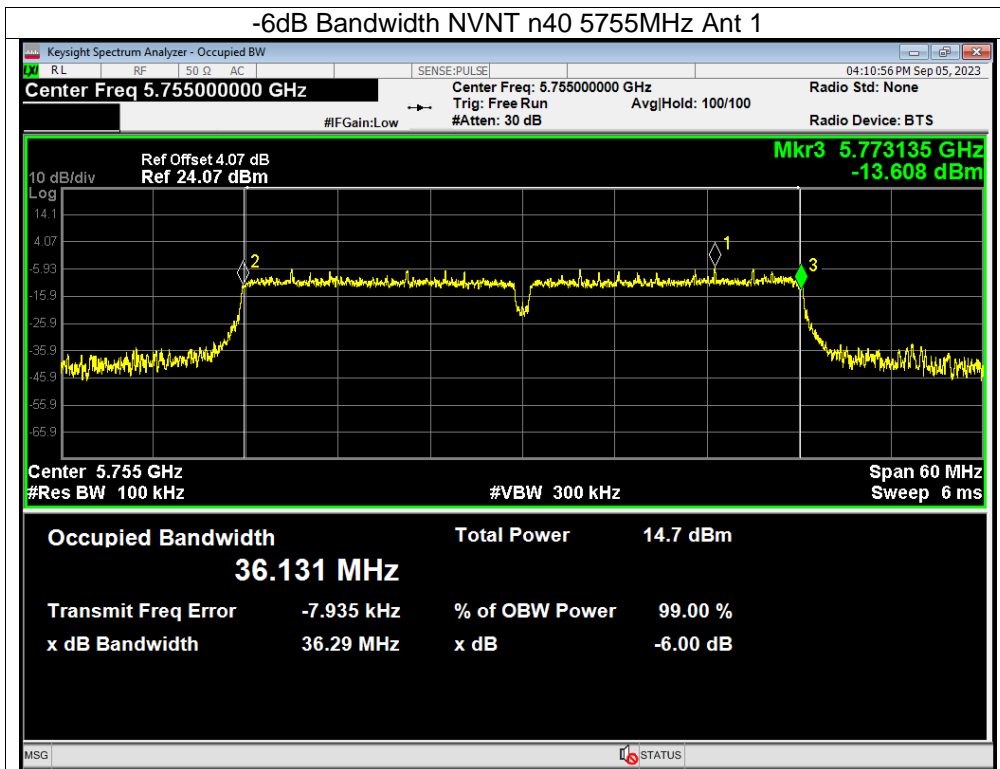 -6dB Bandwidth NVNT n40 5755MHz Ant 1
Keysight Spectrum Analyzer - Occupied BW
LXI RL RF 50 Ω AC SENSE:PULSE 04:10:56 PM Sep 05, 2023
Center Freq 5.755000000 GHz Center Freq: 5.755000000 GHz Radio Std: None
Trig: Free Run Avg|Hold: 100/100
#IFGain:Low #Atten: 30 dB Radio Device: BTS
Mkr3 5.773135 GHz
Ref Offset 4.07 dB
10 dB/div Ref 24.07 dBm -13.608 dBm
Log
14.1
4.07
-5.93
-15.9
-25.9
-35.9
-45.9
-55.9
-65.9
2
1
3
Center 5.755 GHz Span 60 MHz
#Res BW 100 kHz #VBW 300 kHz Sweep 6 ms
Occupied Bandwidth Total Power 14.7 dBm
36.131 MHz
Transmit Freq Error -7.935 kHz % of OBW Power 99.00 %
x dB Bandwidth 36.29 MHz x dB -6.00 dB
MSG STATUS